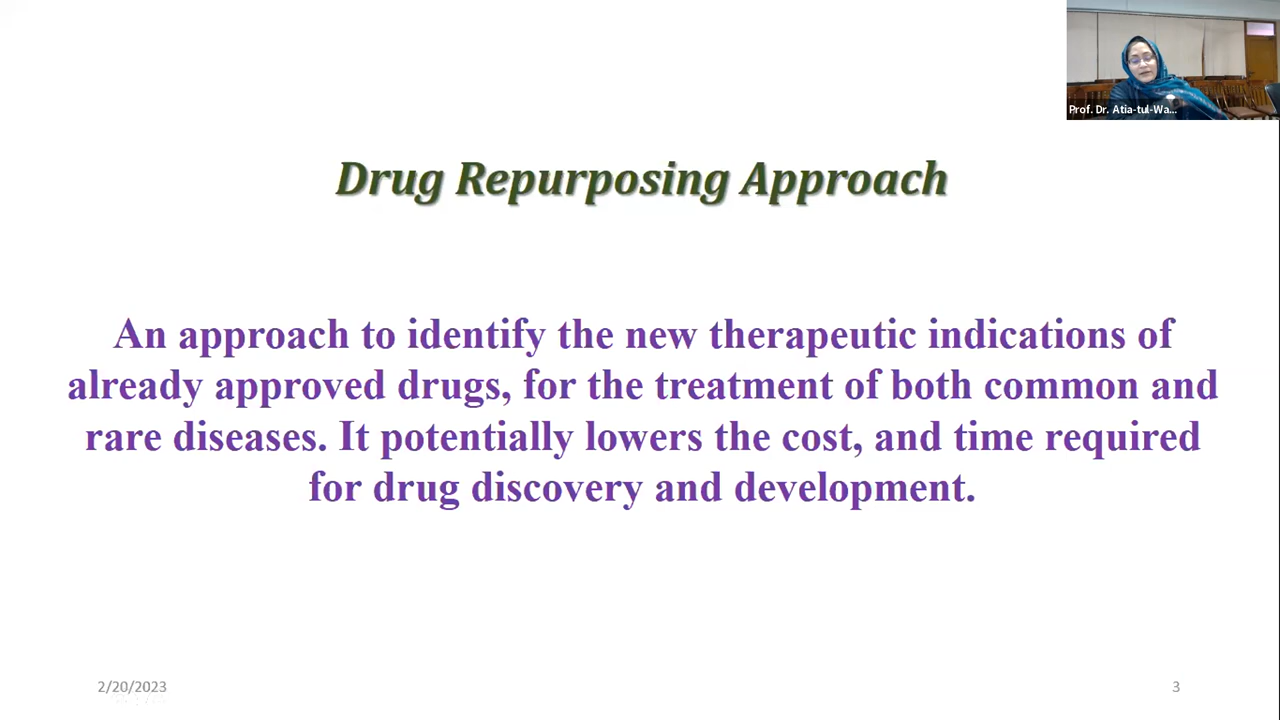 Prof. Dr. Atia-tul-Wa...
Drug Repurposing Approach
An approach to identify the new therapeutic indications of
already approved drugs, for the treatment of both common and
rare diseases. It potentially lowers the cost, and time required
for drug discovery and development.
2/20/2023
3